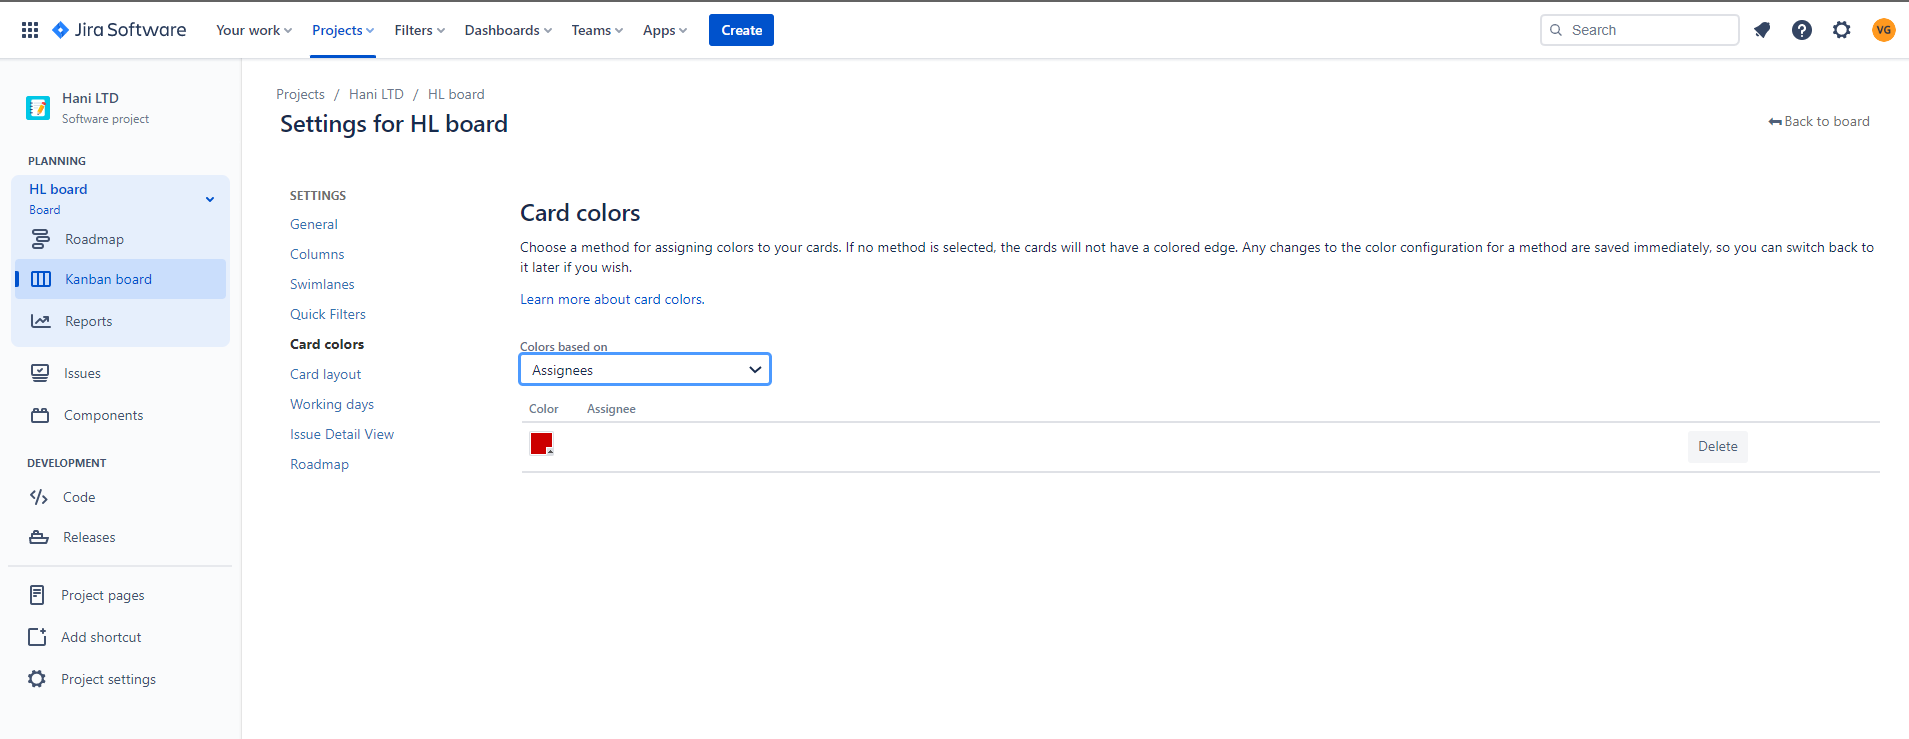 Jira Software
Your work
Projects
Filters
Dashboards
Teams
Apps
Create
Search
VG
Hani LTD
Software project
PLANNING
HL board
Board
Roadmap
Kanban board
Reports
Issues
Components
DEVELOPMENT
Code
Releases
Project pages
Add shortcut
Project settings
Projects / Hani LTD / HL board
Settings for HL board
Back to board
SETTINGS
General
Columns
Swimlanes
Quick Filters
Card colors
Card layout
Working days
Issue Detail View
Roadmap
Card colors
Choose a method for assigning colors to your cards. If no method is selected, the cards will not have a colored edge. Any changes to the color configuration for a method are saved immediately, so you can switch back to
it later if you wish.
Learn more about card colors.
Colors based on
Assignees
Color Assignee
Delete